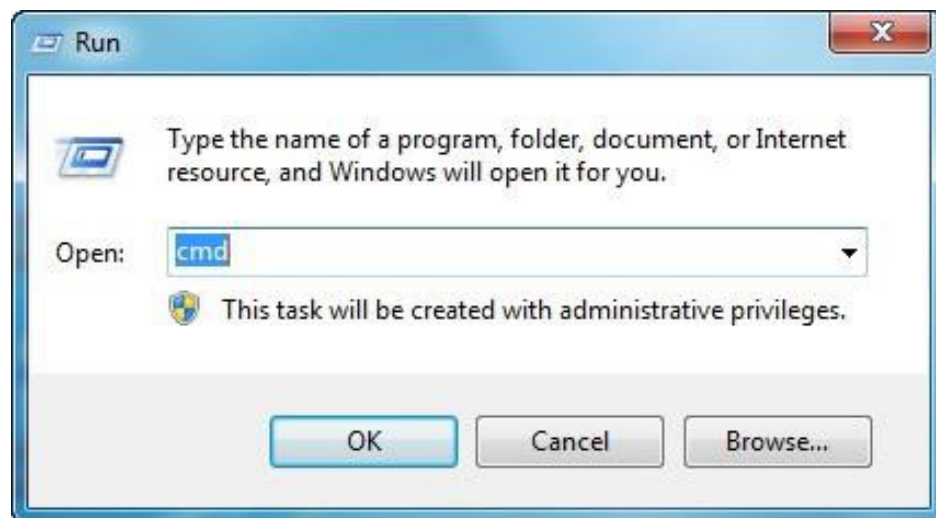 Run
Type the name of a program, folder, document, or Internet
resource, and Windows will open it for you.
Open: cmd
This task will be created with administrative privileges.
OK Cancel Browse...